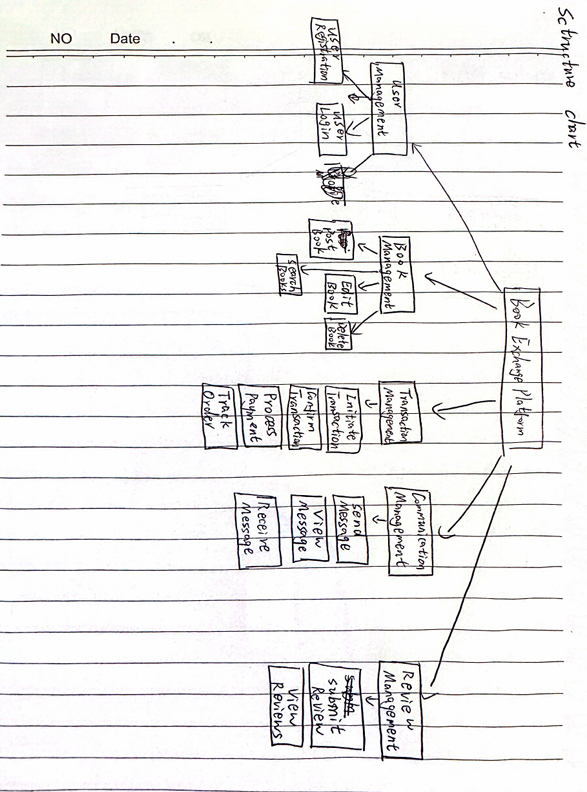 NO Date . .
Sctructure chart
Book Exchange Platform
User
Management
User
Registration
User
Login
Book
Management
Post
Book
Search
Books
Edit
Book
Delete
Book
Transaction
Management
Initiate
Transaction
Confirm
Transaction
Process
Payment
Track
Order
Communication
Management
Send
Message
View
Message
Receive
Message
Review
Management
submit
Review
View
Reviews